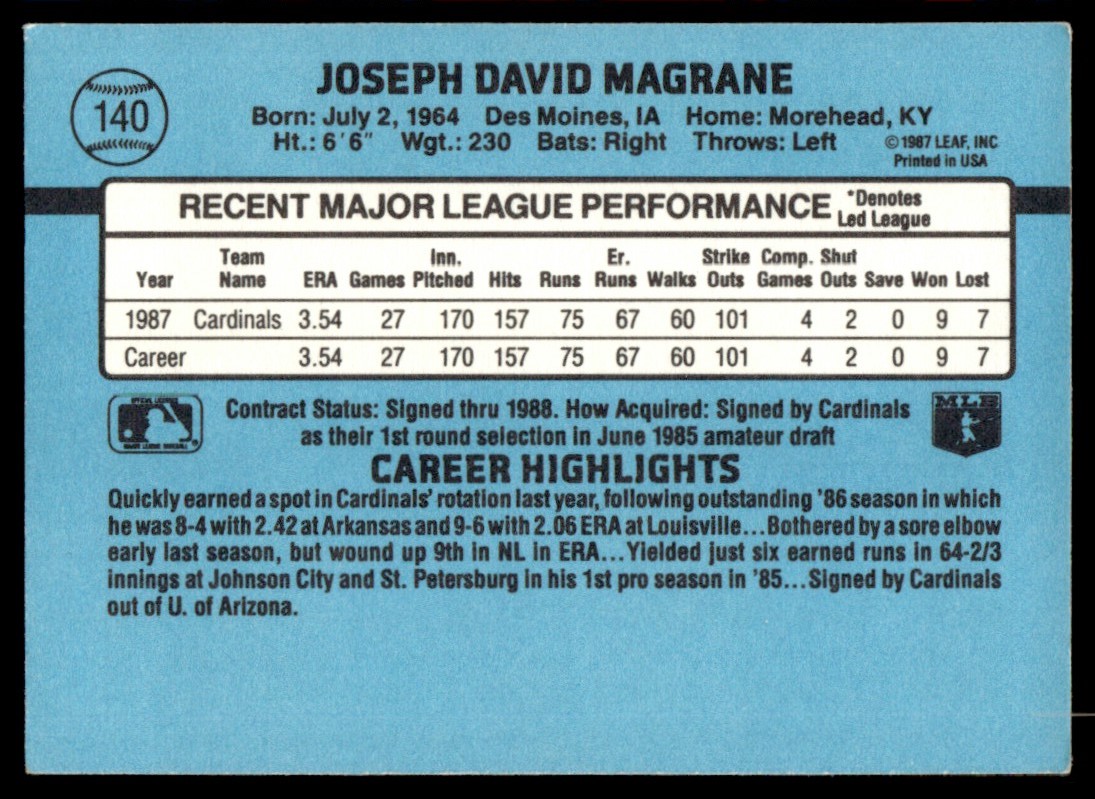 140
JOSEPH DAVID MAGRANE
Born: July 2, 1964 Des Moines, IA Home: Morehead, KY
Ht.: 6'6" Wgt.: 230 Bats: Right Throws: Left
©1987 LEAF, INC
Printed in USA
RECENT MAJOR LEAGUE PERFORMANCE *Denotes Led League
Year Team Name ERA Games Inn. Pitched Hits Runs Er. Runs Walks Strike Outs Comp. Games Shut Outs Save Won Lost
1987 Cardinals 3.54 27 170 157 75 67 60 101 4 2 0 9 7
Career 3.54 27 170 157 75 67 60 101 4 2 0 9 7
OFFICIAL LICENSEE
MAJOR LEAGUE BASEBALL
®
Contract Status: Signed thru 1988. How Acquired: Signed by Cardinals
as their 1st round selection in June 1985 amateur draft
MLB
CAREER HIGHLIGHTS
Quickly earned a spot in Cardinals' rotation last year, following outstanding '86 season in which
he was 8-4 with 2.42 at Arkansas and 9-6 with 2.06 ERA at Louisville...Bothered by a sore elbow
early last season, but wound up 9th in NL in ERA...Yielded just six earned runs in 64-2/3
innings at Johnson City and St. Petersburg in his 1st pro season in '85...Signed by Cardinals
out of U. of Arizona.